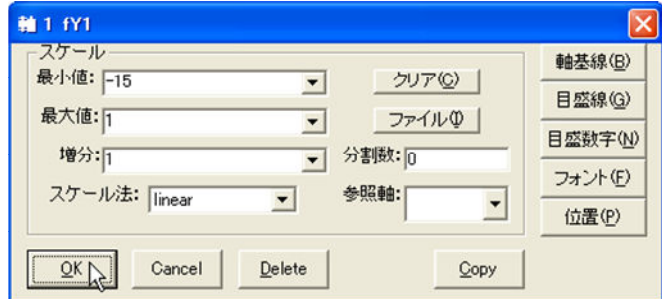 軸 1 fY1
スケール
最小値: -15
クリア(C)
最大値: 1
ファイル(I)
増分: 1
分割数: 0
スケール法: linear
参照軸:
OK
Cancel
Delete
Copy
軸基線(B)
目盛線(G)
目盛数字(N)
フォント(F)
位置(P)